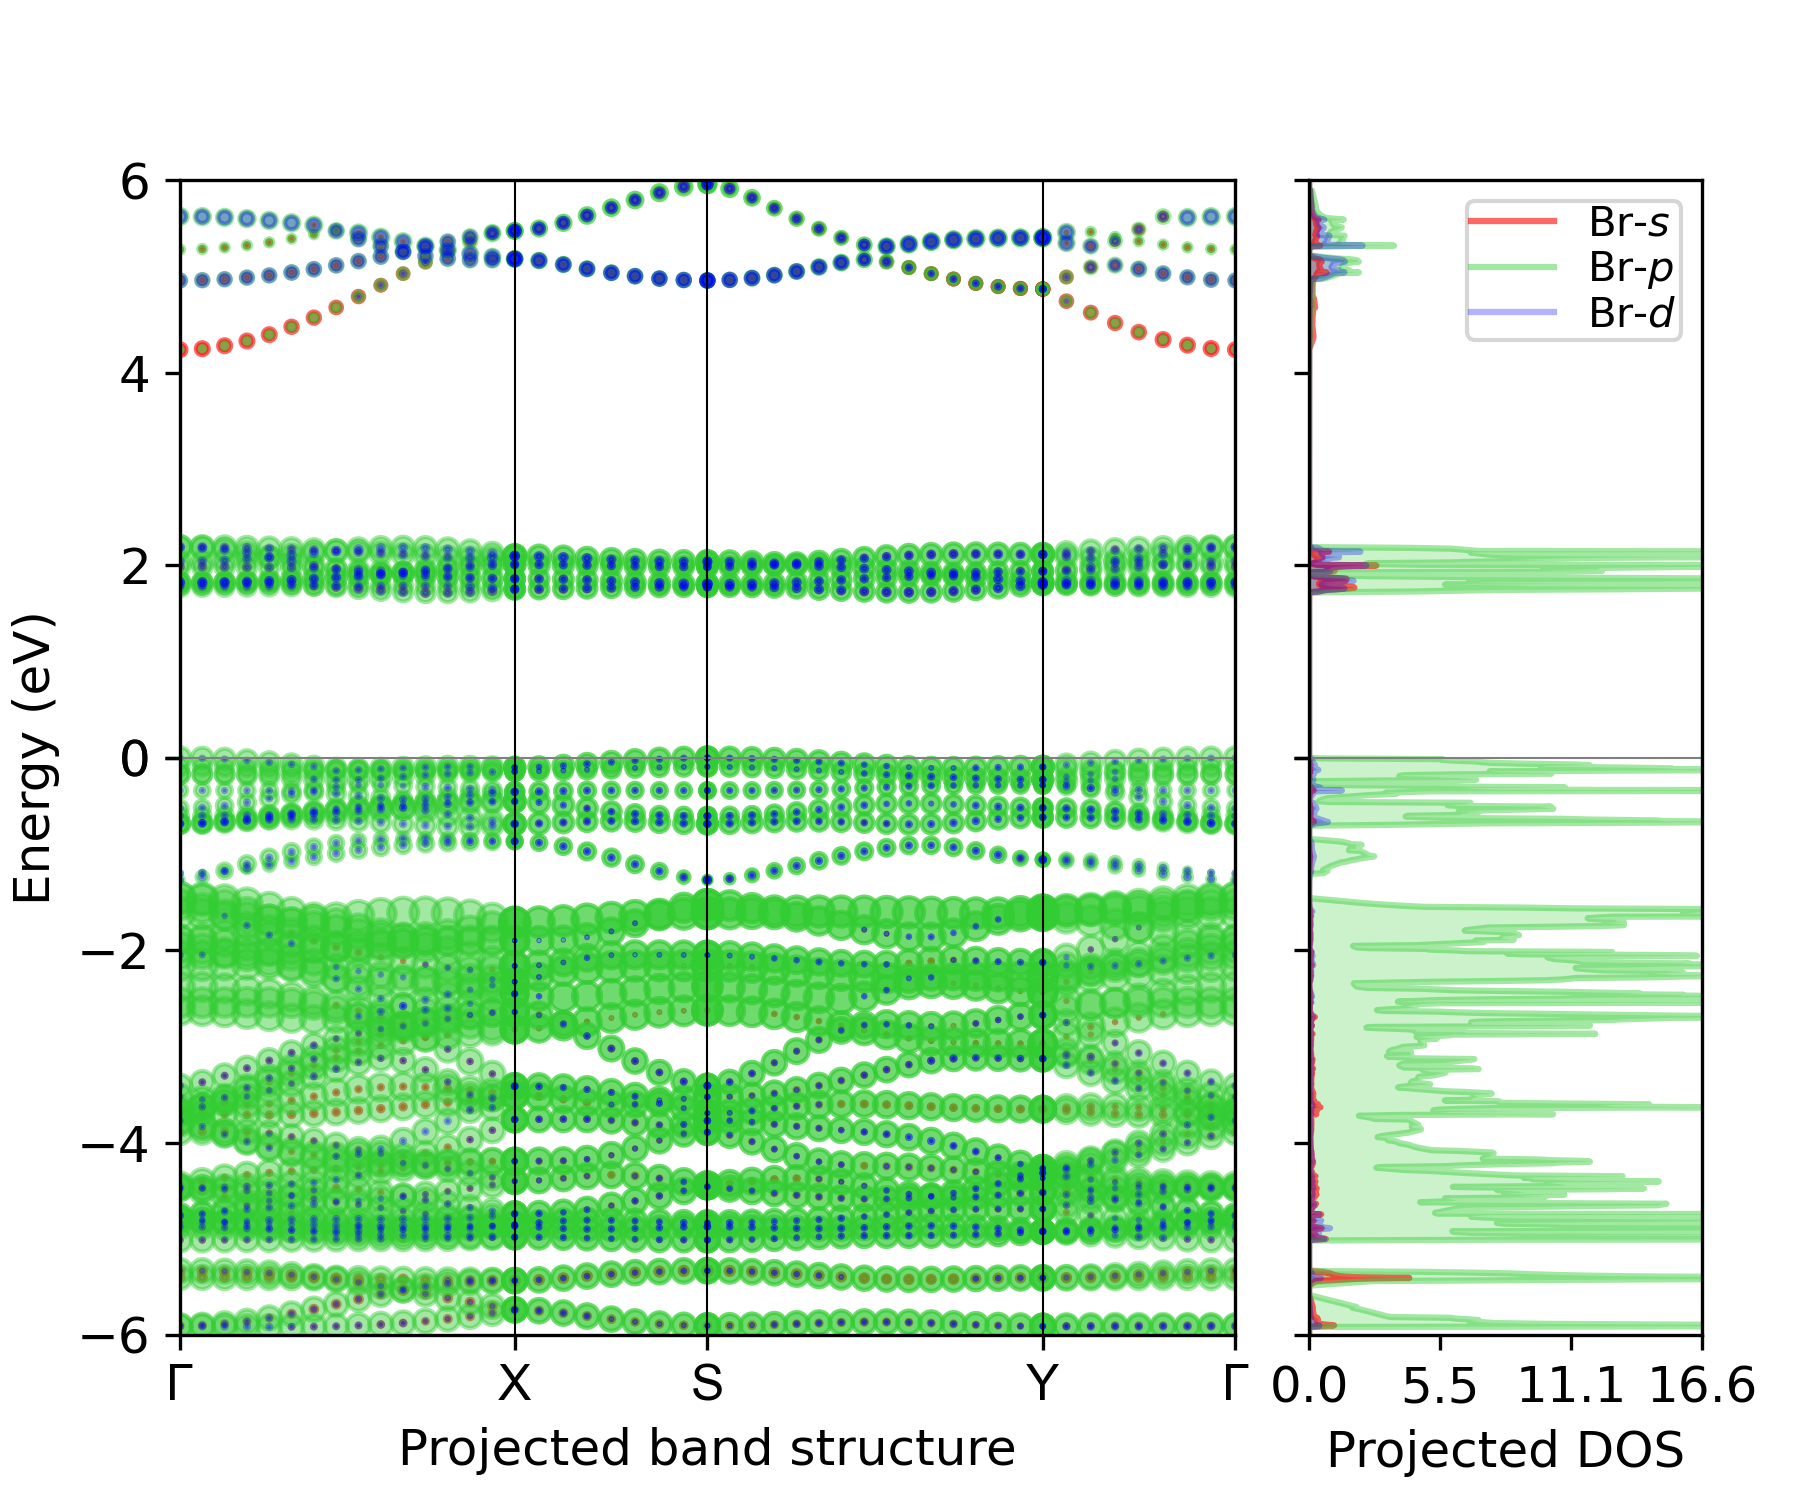 6
4
2
0
−2
−4
−6
Energy (eV)
Γ X S Y Γ
Projected band structure
Br-s
Br-p
Br-d
0.0 5.5 11.1 16.6
Projected DOS